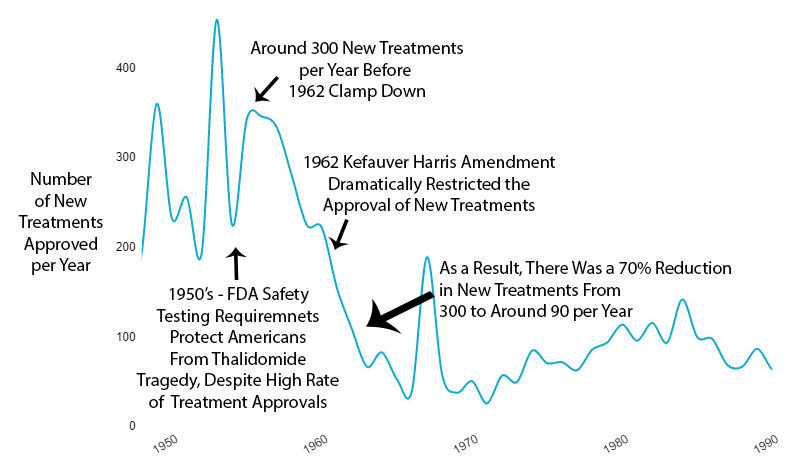 400
300
200
100
0
Number
of New
Treatments
Approved
per Year
Around 300 New Treatments
per Year Before
1962 Clamp Down
1962 Kefauver Harris Amendment
Dramatically Restricted the
Approval of New Treatments
As a Result, There Was a 70% Reduction
in New Treatments From
300 to Around 90 per Year
1950's - FDA Safety
Testing Requiremnets
Protect Americans
From Thalidomide
Tragedy, Despite High Rate
of Treatment Approvals
1950
1960
1970
1980
1990